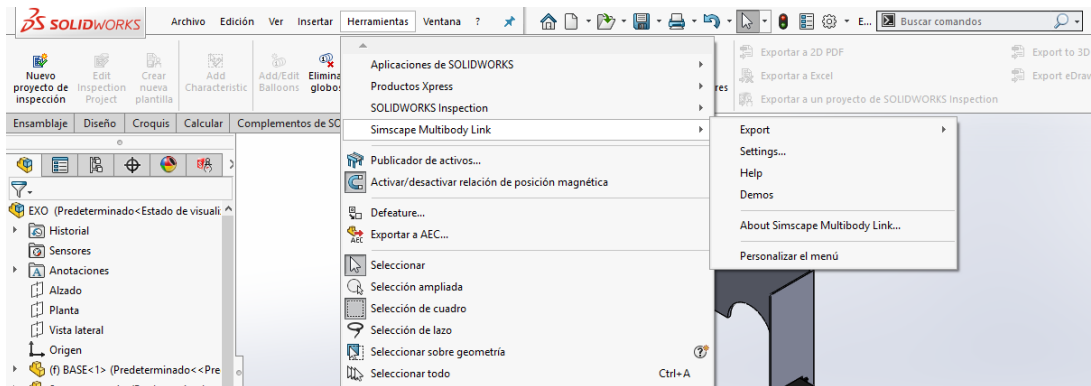 SOLIDWORKS
Archivo Edición Ver Insertar Herramientas Ventana ? E... Buscar comandos
Nuevo proyecto de inspección
Edit Inspection Project
Crear nueva plantilla
Add Characteristic
Add/Edit Balloons
Elimina globos
res
Exportar a 2D PDF
Exportar a Excel
Exportar a un proyecto de SOLIDWORKS Inspection
Export to 3D
Export eDraw
Ensamblaje Diseño Croquis Calcular Complementos de SO
EXO (Predeterminado<Estado de visuali
Historial
Sensores
A Anotaciones
Alzado
Planta
Vista lateral
Origen
(f) BASE<1> (Predeterminado<<Pre
Aplicaciones de SOLIDWORKS
Productos Xpress
SOLIDWORKS Inspection
Simscape Multibody Link
Publicador de activos...
Activar/desactivar relación de posición magnética
Defeature...
AEC Exportar a AEC...
Seleccionar
Selección ampliada
Selección de cuadro
Selección de lazo
Seleccionar sobre geometría
Seleccionar todo Ctrl+A
Export
Settings...
Help
Demos
About Simscape Multibody Link...
Personalizar el menú